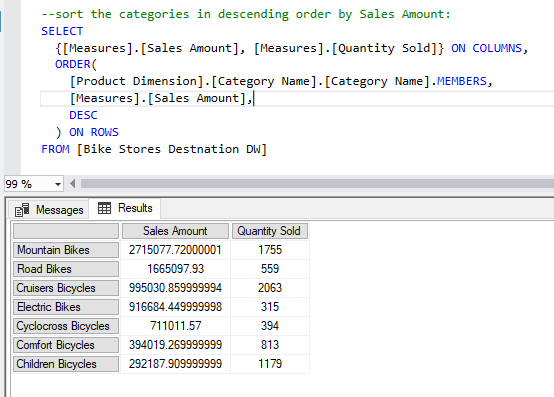 --sort the categories in descending order by Sales Amount:
SELECT
{[Measures].[Sales Amount], [Measures].[Quantity Sold]} ON COLUMNS,
ORDER(
[Product Dimension].[Category Name].[Category Name].MEMBERS,
[Measures].[Sales Amount],
DESC
) ON ROWS
FROM [Bike Stores Destnation DW]
99 %
Messages Results
Sales Amount Quantity Sold
Mountain Bikes 2715077.72000001 1755
Road Bikes 1665097.93 559
Cruisers Bicycles 995030.859999994 2063
Electric Bikes 916684.449999998 315
Cyclocross Bicycles 711011.57 394
Comfort Bicycles 394019.269999999 813
Children Bicycles 292187.909999999 1179